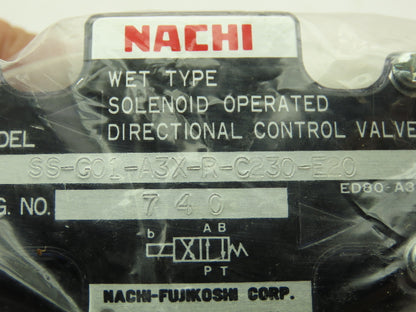 NACHI
WET TYPE
SOLENOID OPERATED
DIRECTIONAL CONTROL VALVE
DEL
SS-G01-A3X-R-C230-E20
ED80-A3
G. NO. 740
b A B
P T
NACHI-FUJIKOSHI CORP.